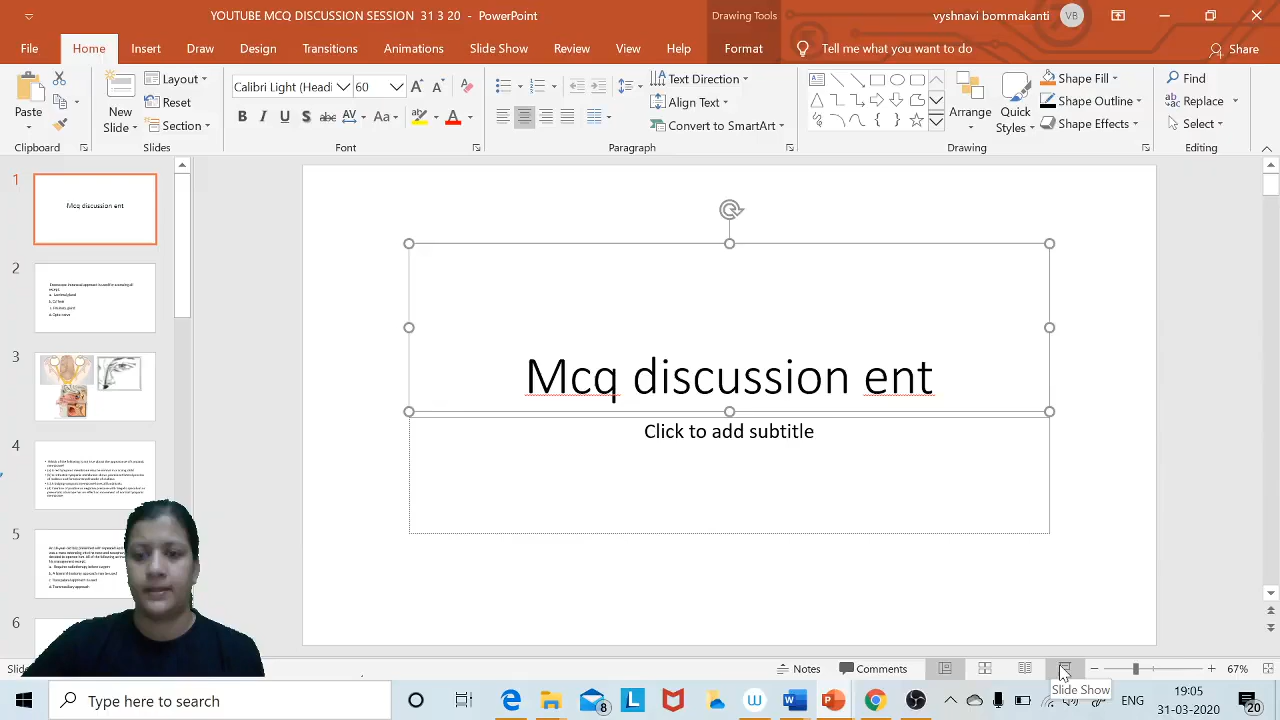 YOUTUBE MCQ DISCUSSION SESSION 31 3 20 - PowerPoint
Drawing Tools
vyshnavi bommakanti
VB
File Home Insert Draw Design Transitions Animations Slide Show Review View Help Format Tell me what you want to do Share
Paste
Clipboard
New Slide
Layout
Reset
Section
Slides
Calibri Light (Headi 60
B I U S abc AV Aa A
Font
Text Direction
Align Text
Convert to SmartArt
Paragraph
Arrange
Quick Styles
Shape Fill
Shape Outline
Shape Effects
Drawing
Find
Replace
Select
Editing
1
Mcq discussion ent
2
3
4
5
6
Mcq discussion ent
Click to add subtitle
Notes
Comments
67%
Slide Show
Type here to search
8
ENG
19:05
31-03-2020
20